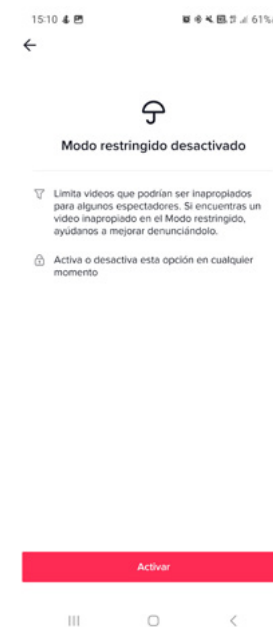 15:10
61%
Modo restringido desactivado
Limita videos que podrían ser inapropiados
para algunos espectadores. Si encuentras un
video inapropiado en el Modo restringido,
ayúdanos a mejorar denunciándolo.
Activa o desactiva esta opción en cualquier
momento
Activar